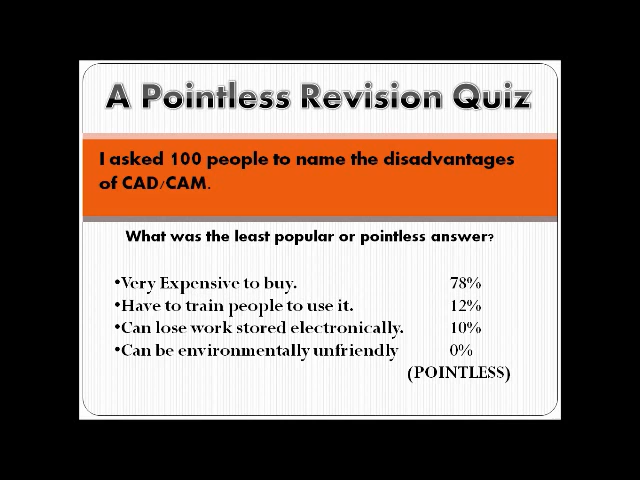 A Pointless Revision Quiz
I asked 100 people to name the disadvantages
of CAD/CAM.
What was the least popular or pointless answer?
•Very Expensive to buy. 78%
•Have to train people to use it. 12%
•Can lose work stored electronically. 10%
•Can be environmentally unfriendly 0%
(POINTLESS)